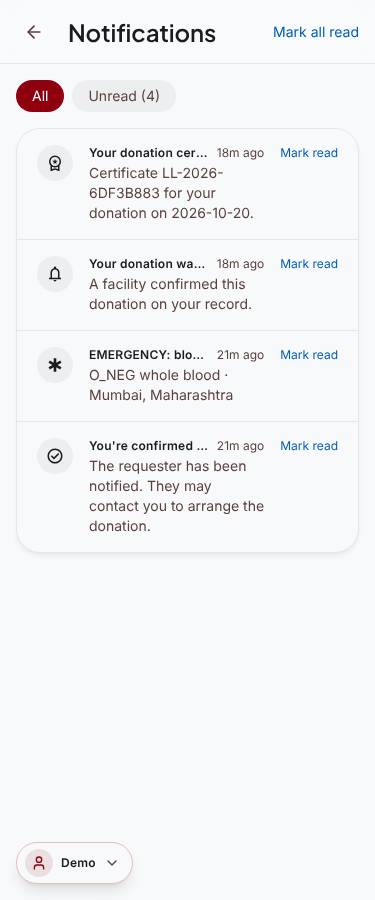 Notifications
Mark all read
All
Unread (4)
Your donation cer... 18m ago Mark read
Certificate LL-2026-
6DF3B883 for your
donation on 2026-10-20.
Your donation wa... 18m ago Mark read
A facility confirmed this
donation on your record.
EMERGENCY: blo... 21m ago Mark read
O_NEG whole blood ·
Mumbai, Maharashtra
You're confirmed ... 21m ago Mark read
The requester has been
notified. They may
contact you to arrange the
donation.
Demo